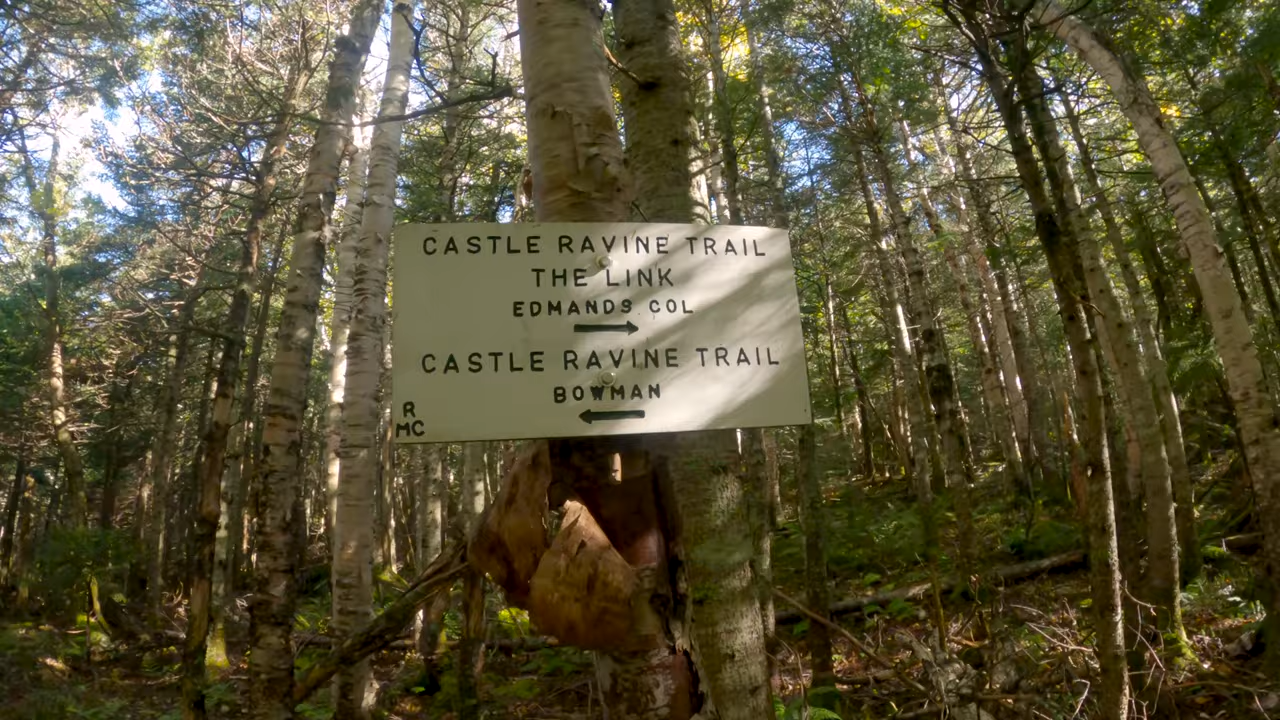 CASTLE RAVINE TRAIL
THE LINK
EDMANDS COL
→
CASTLE RAVINE TRAIL
BOWMAN
←
R
MC